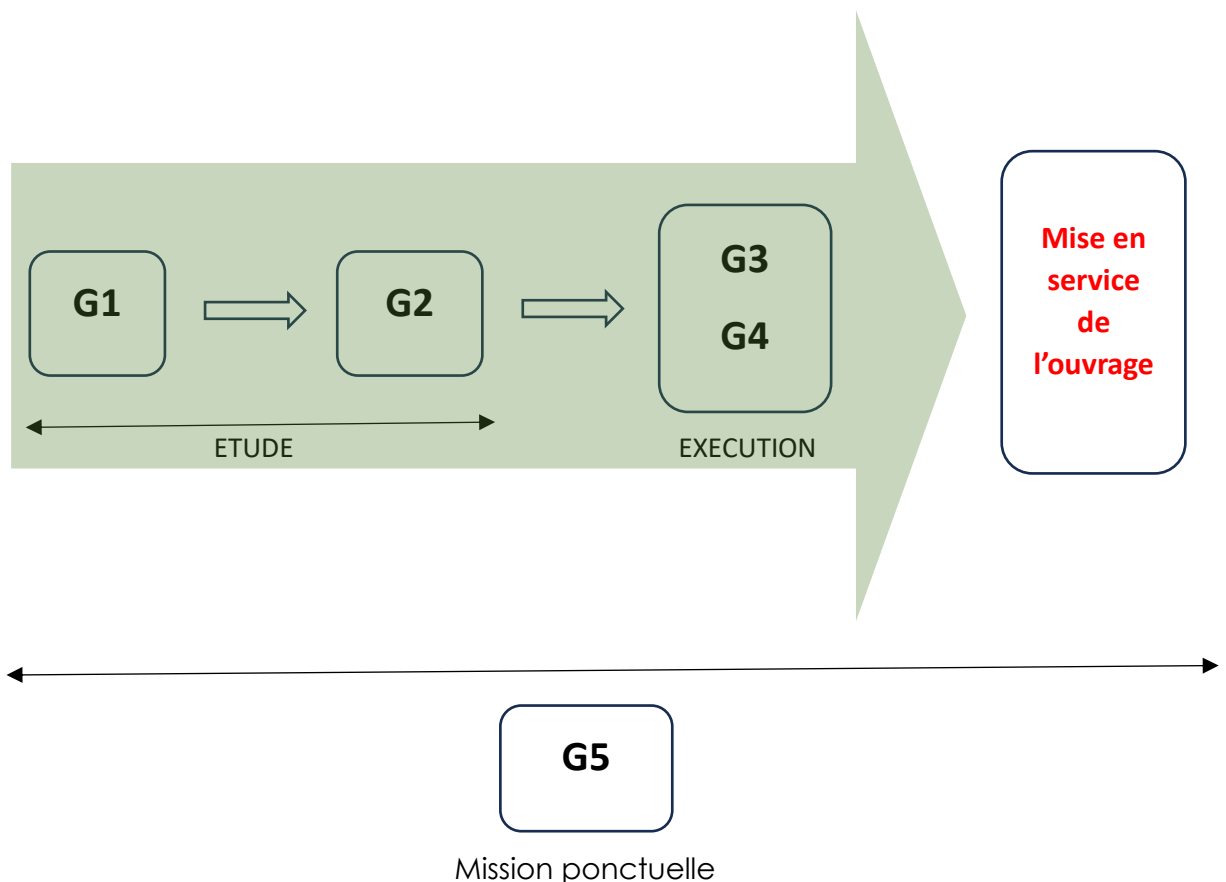 G1
G2
G3
G4
ETUDE
EXECUTION
Mise en
service
de
l’ouvrage
G5
Mission ponctuelle